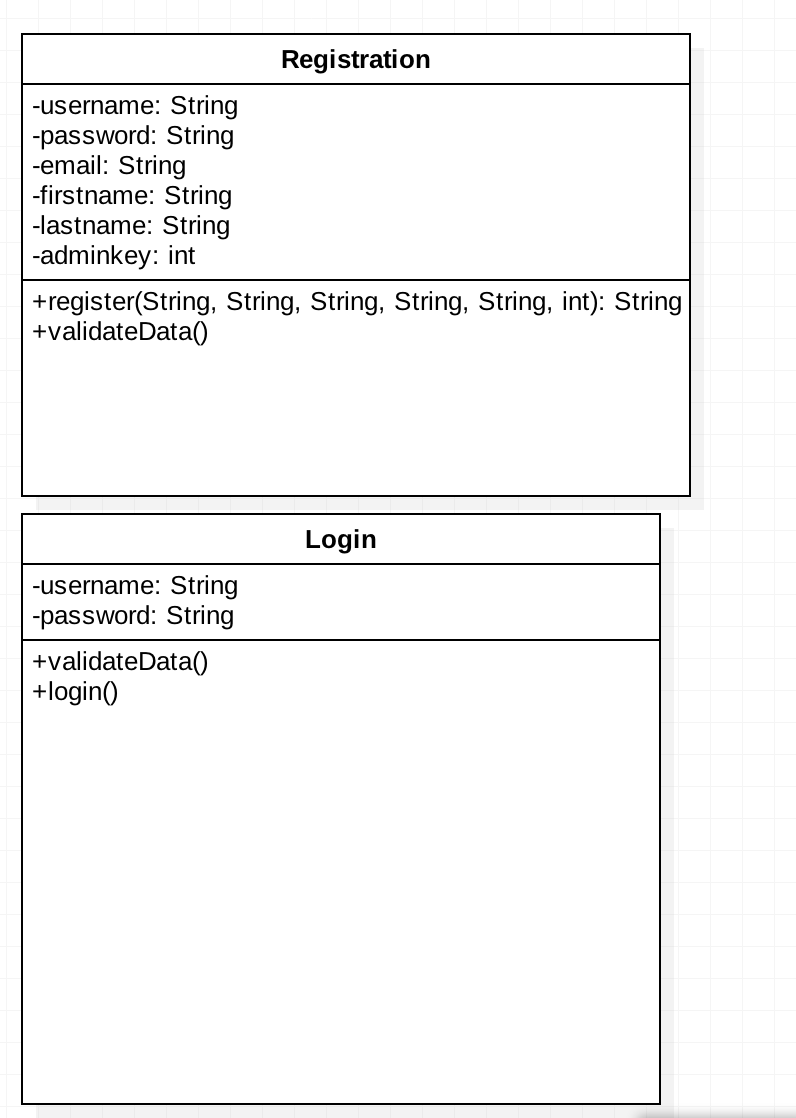 Registration
-username: String
-password: String
-email: String
-firstname: String
-lastname: String
-adminkey: int
+register(String, String, String, String, String, int): String
+validateData()
Login
-username: String
-password: String
+validateData()
+login()